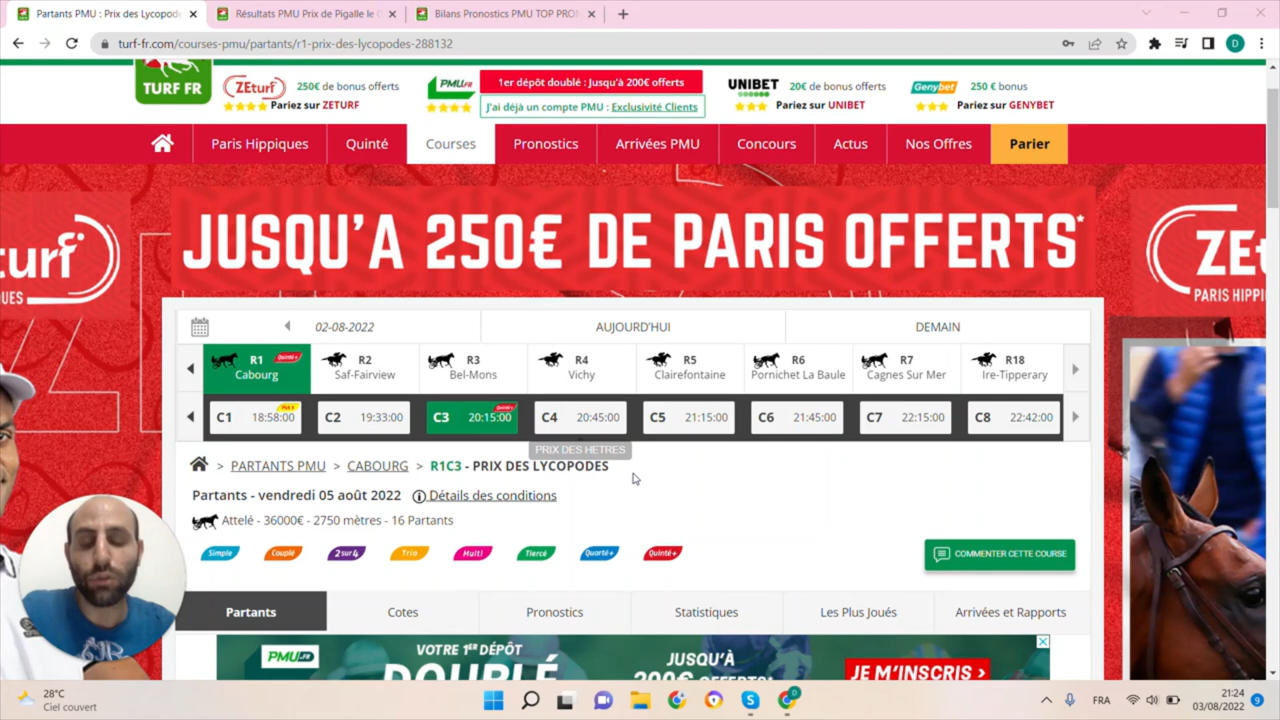 Partants PMU : Prix des Lycopode
Résultats PMU Prix de Pigalle le
Bilans Pronostics PMU TOP PRO
turf-fr.com/courses-pmu/partants/r1-prix-des-lycopodes-288132
D
TURF FR
ZEturf 250€ de bonus offerts
Pariez sur ZETURF
PMU.FR 1er dépôt doublé : Jusqu'à 200€ offerts
J'ai déjà un compte PMU : Exclusivité Clients
UNIBET 20€ de bonus offerts
Pariez sur UNIBET
Genybet 250 € bonus
Pariez sur GENYBET
Paris Hippiques Quinté Courses Pronostics Arrivées PMU Concours Actus Nos Offres Parier
JUSQU'A 250€ DE PARIS OFFERTS*
turf
IQUES
ZEt
PARIS HIPPI
02-08-2022 AUJOURD'HUI DEMAIN
R1 Quinté+ R2 R3 R4 R5 R6 R7 R18
Cabourg Saf-Fairview Bel-Mons Vichy Clairefontaine Pornichet La Baule Cagnes Sur Mer Ire-Tipperary
C1 18:58:00 C2 19:33:00 C3 20:15:00 Quinté+ C4 20:45:00 C5 21:15:00 C6 21:45:00 C7 22:15:00 C8 22:42:00
PRIX DES HETRES
> PARTANTS PMU > CABOURG > R1C3 - PRIX DES LYCOPODES
Partants - vendredi 05 août 2022 Détails des conditions
Attelé - 36000€ - 2750 mètres - 16 Partants
Simple Couplé 2sur4 Trio Multi Tiercé Quarté+ Quinté+
COMMENTER CETTE COURSE
Partants Cotes Pronostics Statistiques Les Plus Joués Arrivées et Rapports
PMU.FR VOTRE 1ER DÉPÔT JUSQU'À
DOUBLÉ 200€ OFFERTS JE M'INSCRIS
28°C
Ciel couvert
FRA
21:24
03/08/2022
9